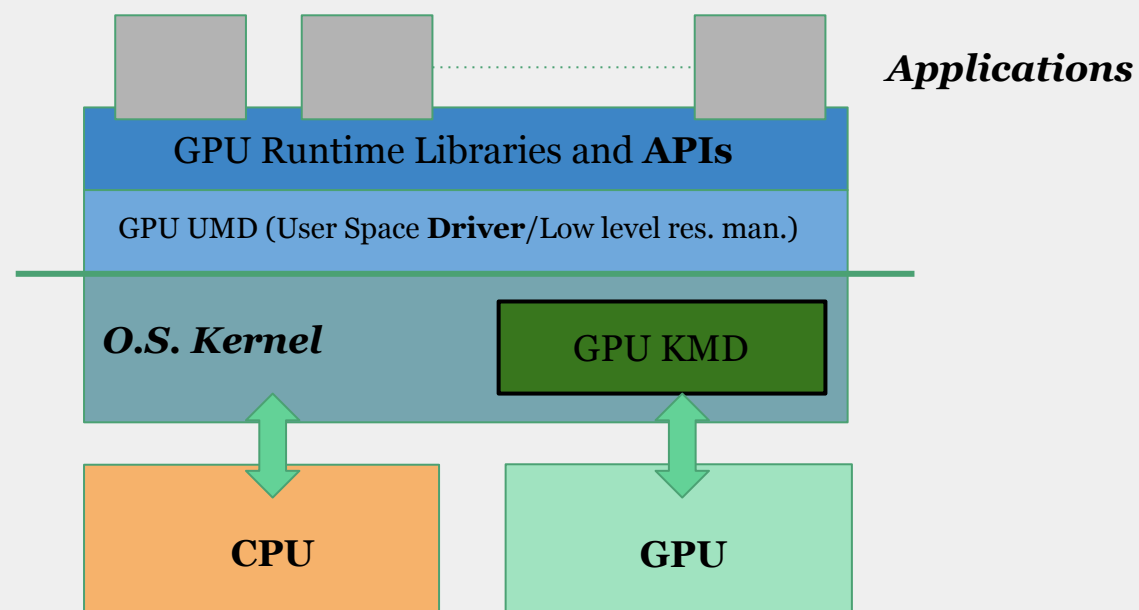 Applications
GPU Runtime Libraries and APIs
GPU UMD (User Space Driver/Low level res. man.)
O.S. Kernel
GPU KMD
CPU
GPU